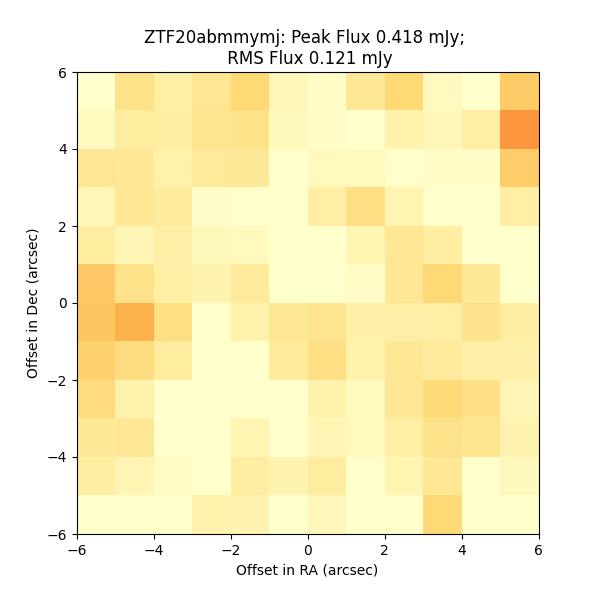 ZTF20abmmymj: Peak Flux 0.418 mJy;
RMS Flux 0.121 mJy
6
4
2
0
−2
−4
−6
Offset in Dec (arcsec)
−6 −4 −2 0 2 4 6
Offset in RA (arcsec)